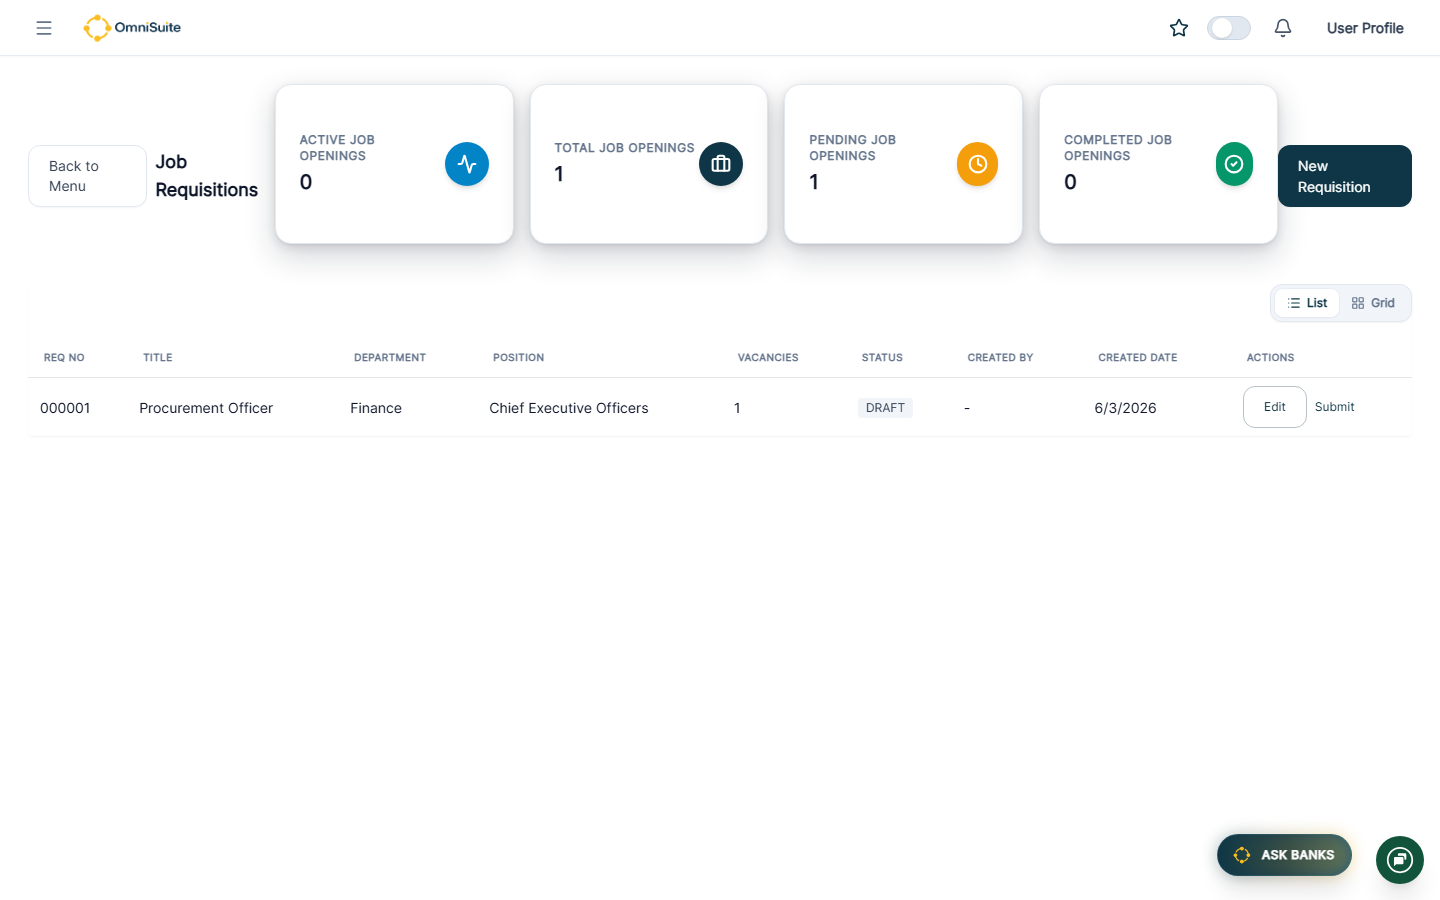 OmniSuite
User Profile
Back to
Menu
Job
Requisitions
ACTIVE JOB
OPENINGS
0
TOTAL JOB OPENINGS
1
PENDING JOB
OPENINGS
1
COMPLETED JOB
OPENINGS
0
New
Requisition
List
Grid
REQ NO TITLE DEPARTMENT POSITION VACANCIES STATUS CREATED BY CREATED DATE ACTIONS
000001 Procurement Officer Finance Chief Executive Officers 1 DRAFT - 6/3/2026 Edit Submit
ASK BANKS